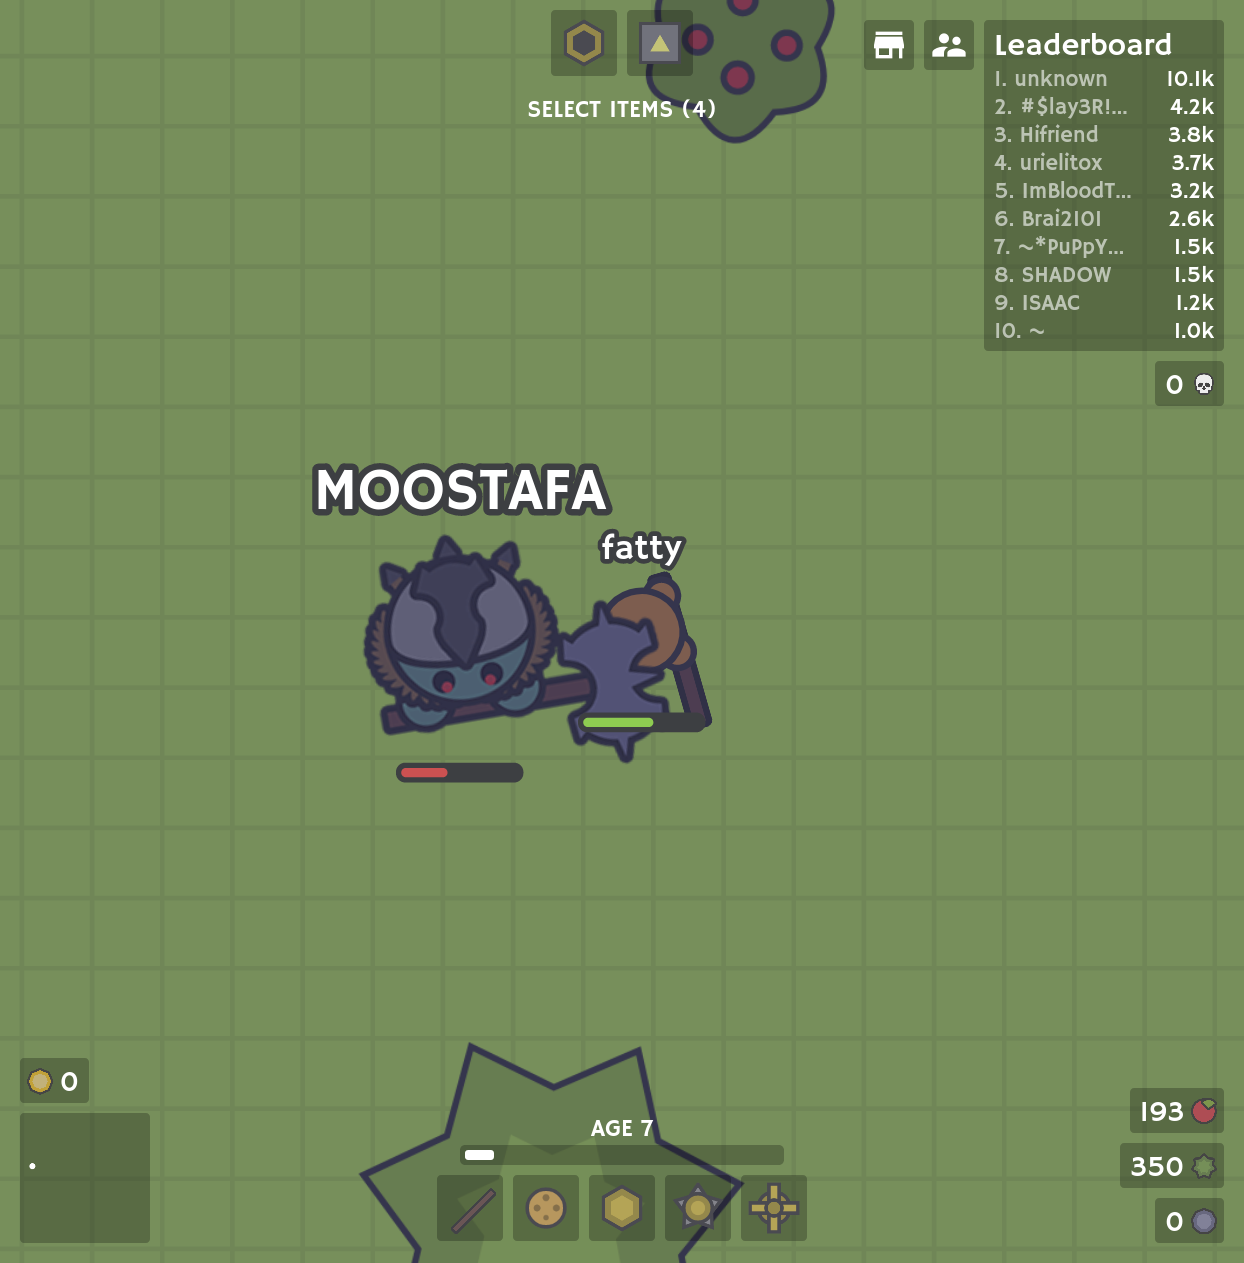 SELECT ITEMS (4)
Leaderboard
1. unknown 10.1k
2. #$lay3R!... 4.2k
3. Hifriend 3.8k
4. urielitox 3.7k
5. ImBloodT... 3.2k
6. Brai2101 2.6k
7. ~*PuPpY... 1.5k
8. SHADOW 1.5k
9. ISAAC 1.2k
10. ~ 1.0k
0
MOOSTAFA
fatty
0
AGE 7
193
350
0